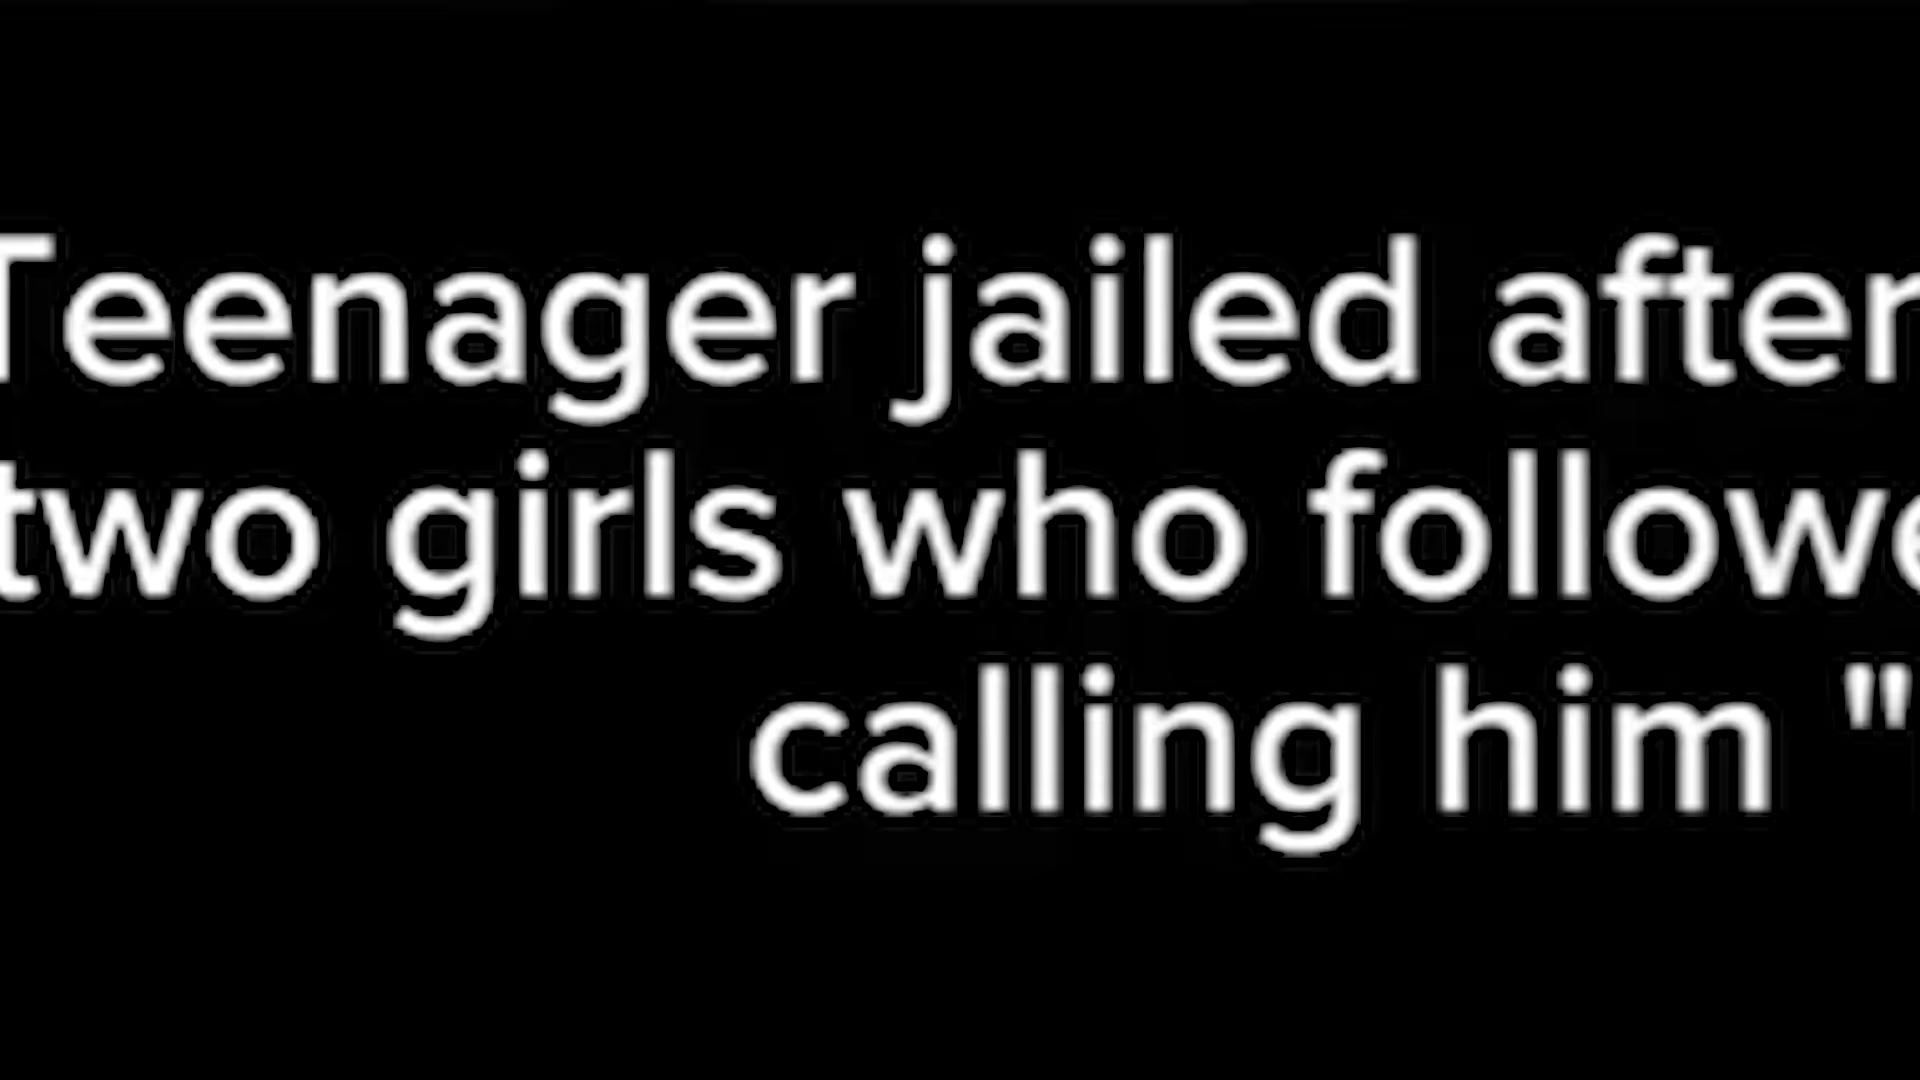 Teenager jailed after
two girls who followe
calling him "